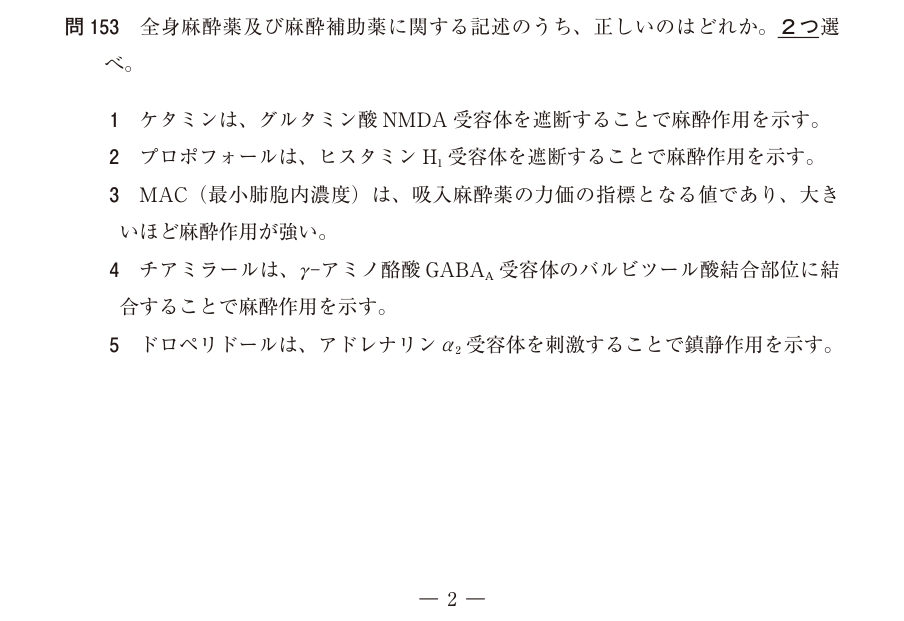 問 153 全身麻酔薬及び麻酔補助薬に関する記述のうち、正しいのはどれか。２つ選
べ。
1 ケタミンは、グルタミン酸 NMDA 受容体を遮断することで麻酔作用を示す。
2 プロポフォールは、ヒスタミン H₁ 受容体を遮断することで麻酔作用を示す。
3 MAC（最小肺胞内濃度）は、吸入麻酔薬の力価の指標となる値であり、大き
いほど麻酔作用が強い。
4 チアミラールは、γ-アミノ酪酸 GABA_A 受容体のバルビツール酸結合部位に結
合することで麻酔作用を示す。
5 ドロペリドールは、アドレナリン α₂ 受容体を刺激することで鎮静作用を示す。
— 2 —